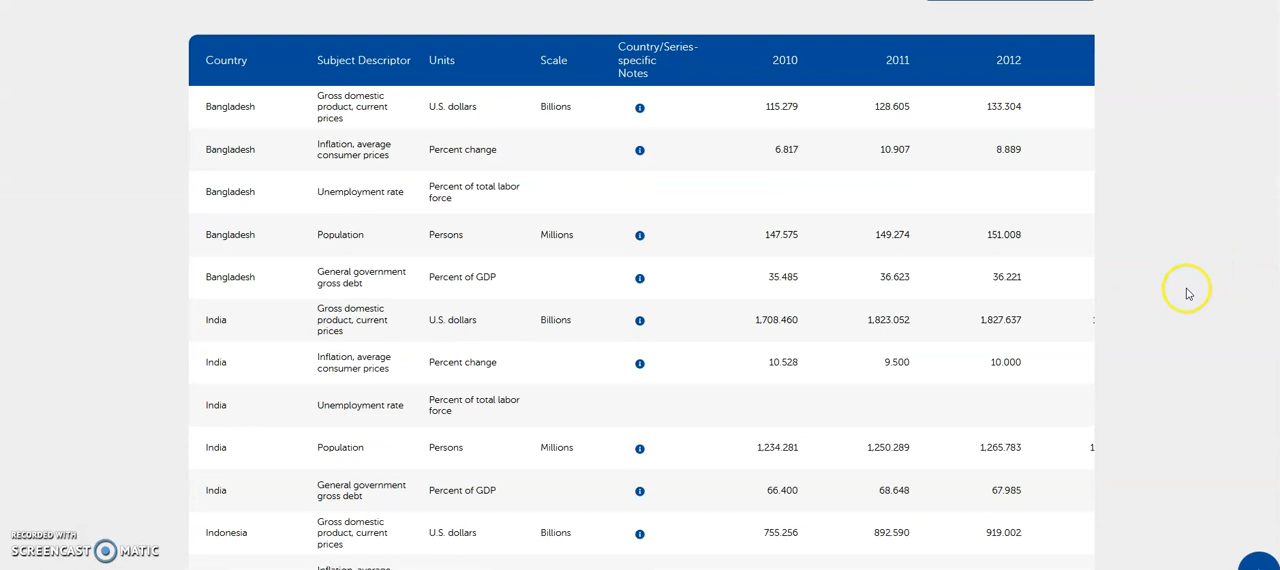 Country Subject Descriptor Units Scale Country/Series-specific Notes 2010 2011 2012
Bangladesh Gross domestic product, current prices U.S. dollars Billions 115.279 128.605 133.304
Bangladesh Inflation, average consumer prices Percent change 6.817 10.907 8.889
Bangladesh Unemployment rate Percent of total labor force
Bangladesh Population Persons Millions 147.575 149.274 151.008
Bangladesh General government gross debt Percent of GDP 35.485 36.623 36.221
India Gross domestic product, current prices U.S. dollars Billions 1,708.460 1,823.052 1,827.637
India Inflation, average consumer prices Percent change 10.528 9.500 10.000
India Unemployment rate Percent of total labor force
India Population Persons Millions 1,234.281 1,250.289 1,265.783
India General government gross debt Percent of GDP 66.400 68.648 67.985
Indonesia Gross domestic product, current prices U.S. dollars Billions 755.256 892.590 919.002
RECORDED WITH
SCREENCAST MATIC